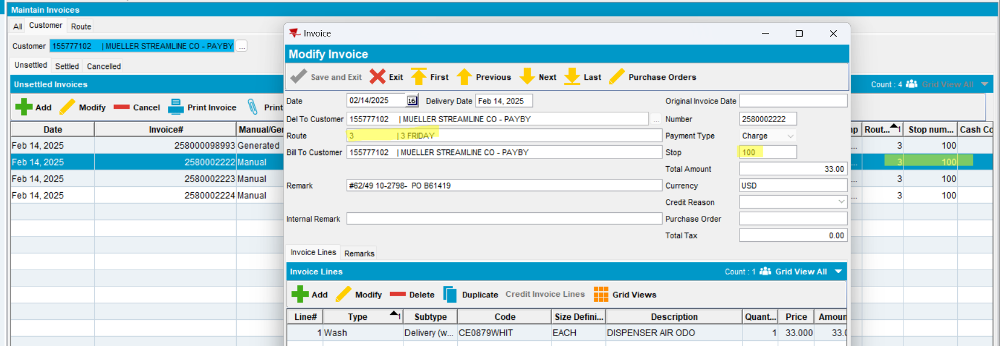 Maintain Invoices
All Customer Route
Customer 155777102 | MUELLER STREAMLINE CO - PAYBY ...
Unsettled Settled Cancelled
Unsettled Invoices
Add Modify Cancel Print Invoice Print
Date Invoice# Manual/Ge
Feb 14, 2025 258000098993 Generated
Feb 14, 2025 2580002222 Manual
Feb 14, 2025 2580002223 Manual
Feb 14, 2025 2580002224 Manual
Invoice
Modify Invoice
Save and Exit Exit First Previous Next Last Purchase Orders
Date 02/14/2025 16 Delivery Date Feb 14, 2025 Original Invoice Date
Del To Customer 155777102 | MUELLER STREAMLINE CO - PAYBY ... Number 2580002222
Route 3 | 3 FRIDAY Payment Type Charge
Bill To Customer 155777102 | MUELLER STREAMLINE CO - PAYBY Stop 100
Total Amount 33.00
Remark #62/49 10-2798- PO B61419 Currency USD
Credit Reason
Internal Remark Purchase Order
Total Tax 0.00
Invoice Lines Remarks
Invoice Lines Count : 1 Grid View All
Add Modify Delete Duplicate Credit Invoice Lines Grid Views
Line# Type 1 Subtype Code Size Defini... Description Quant... Price Amoun
1 Wash Delivery (w... CE0879WHIT EACH DISPENSER AIR ODO 1 33.000 33.0
Count : 4 Grid View All
np Rout... 1 Stop num... Cash Co
... 3 100
... 3 100
... 3 100
... 3 100